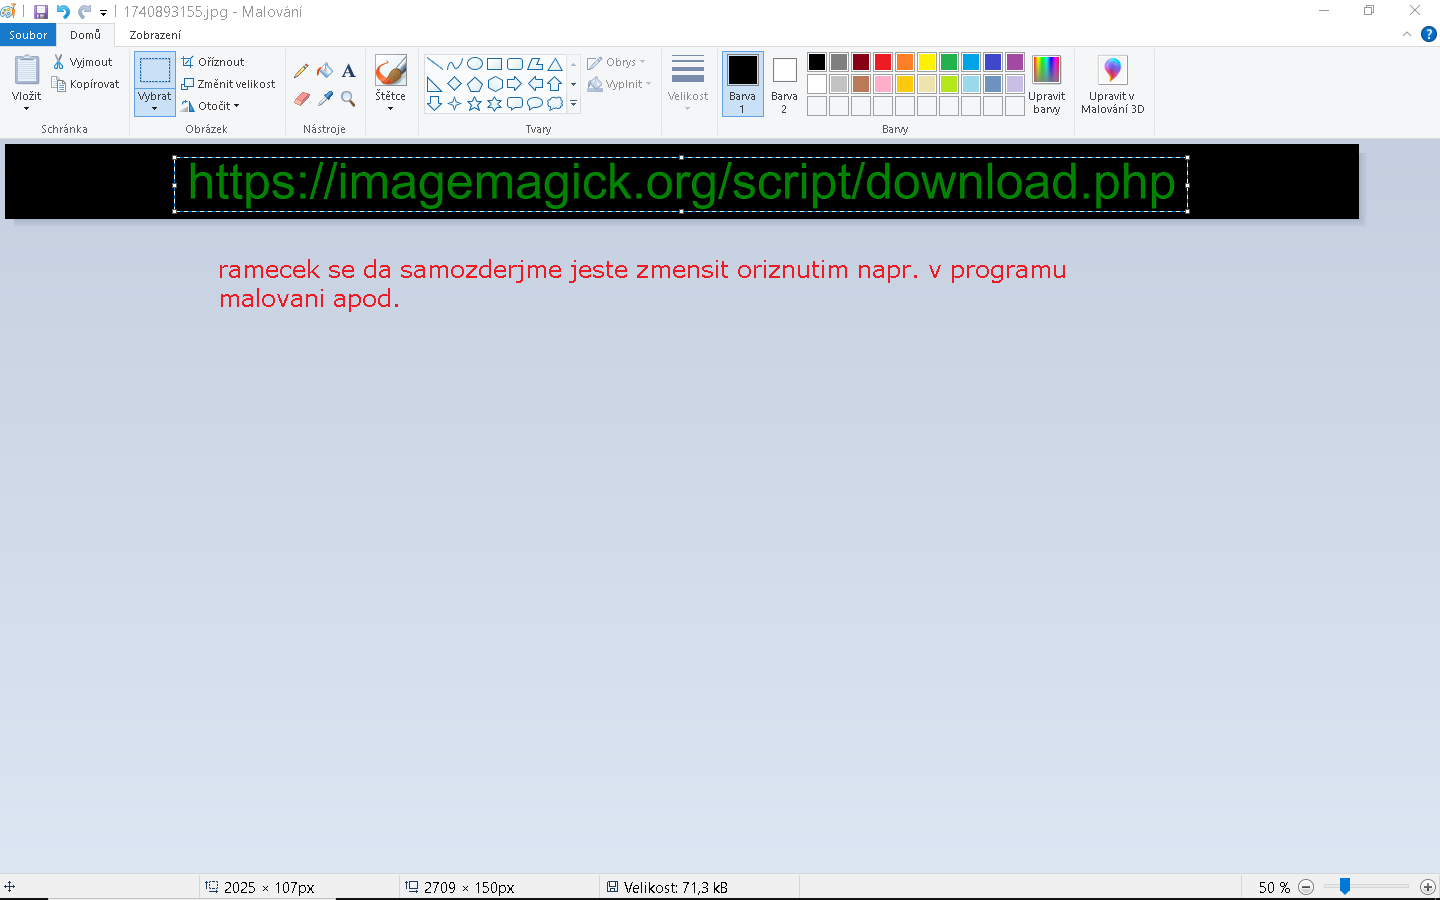 1740893155.jpg - Malování
Soubor Domů Zobrazení
Vložit
Vyjmout
Kopírovat
Schránka
Vybrat
Oříznout
Změnit velikost
Otočit
Obrázek
A
Nástroje
Štětce
Tvary
Obrys
Vyplnit
Velikost
Barva
1
Barva
2
Barvy
Upravit
barvy
Upravit v
Malování 3D
?
https://imagemagick.org/script/download.php
ramecek se da samozderjme jeste zmensit oriznutim napr. v programu
malovani apod.
2025 × 107px
2709 × 150px
Velikost: 71,3 kB
50 %